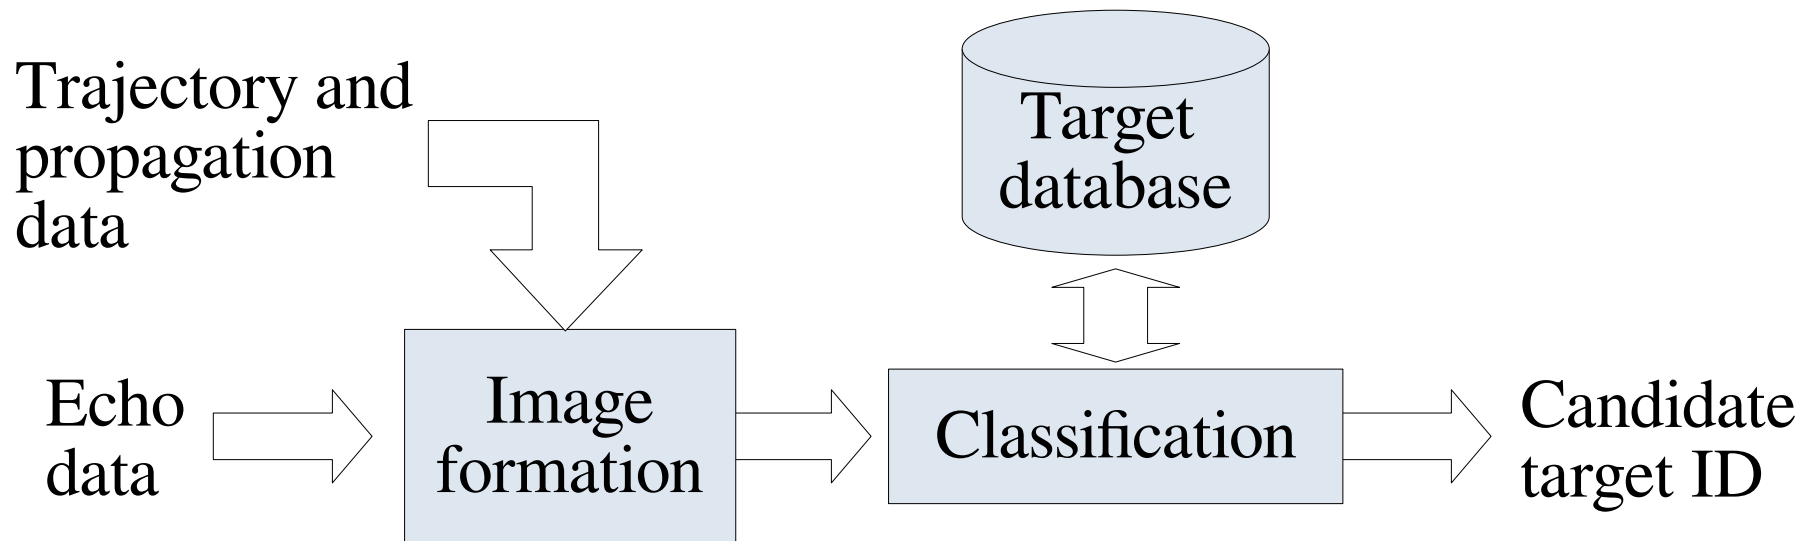 Trajectory and
propagation
data
Target
database
Echo
data
Image
formation
Classification
Candidate
target ID